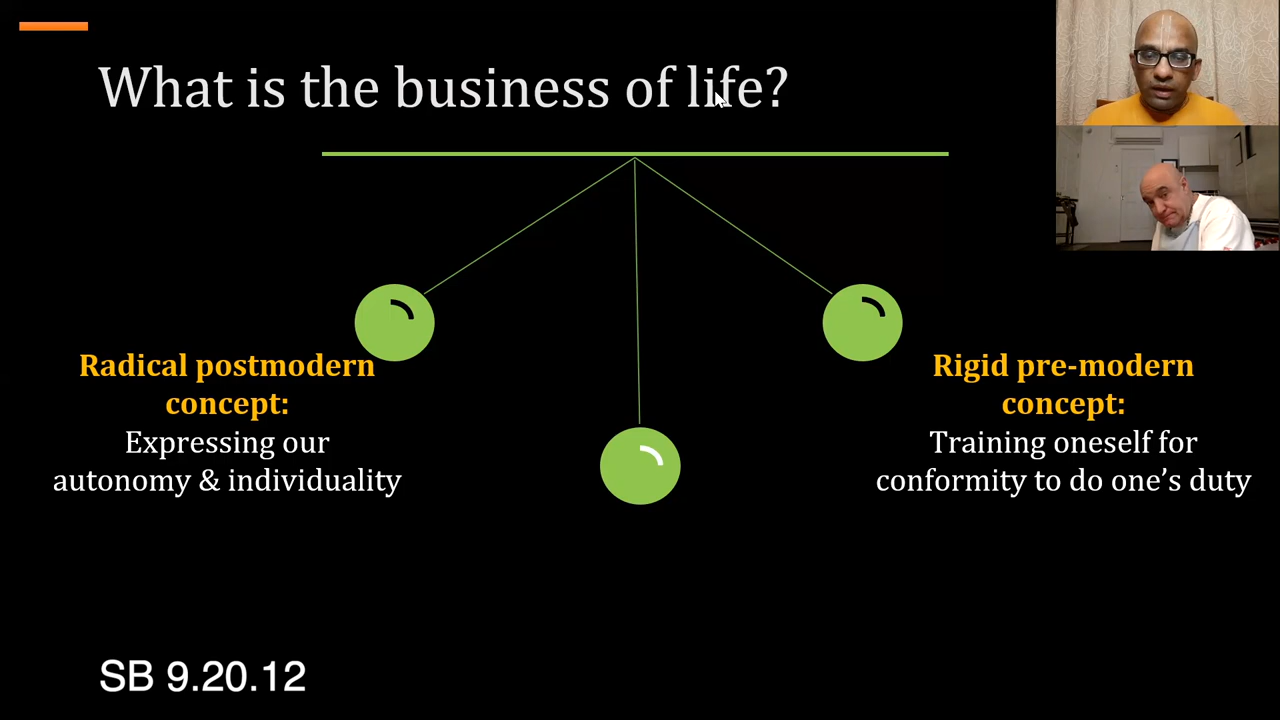 What is the business of life?
Radical postmodern
concept:
Expressing our
autonomy & individuality
Rigid pre-modern
concept:
Training oneself for
conformity to do one’s duty
SB 9.20.12